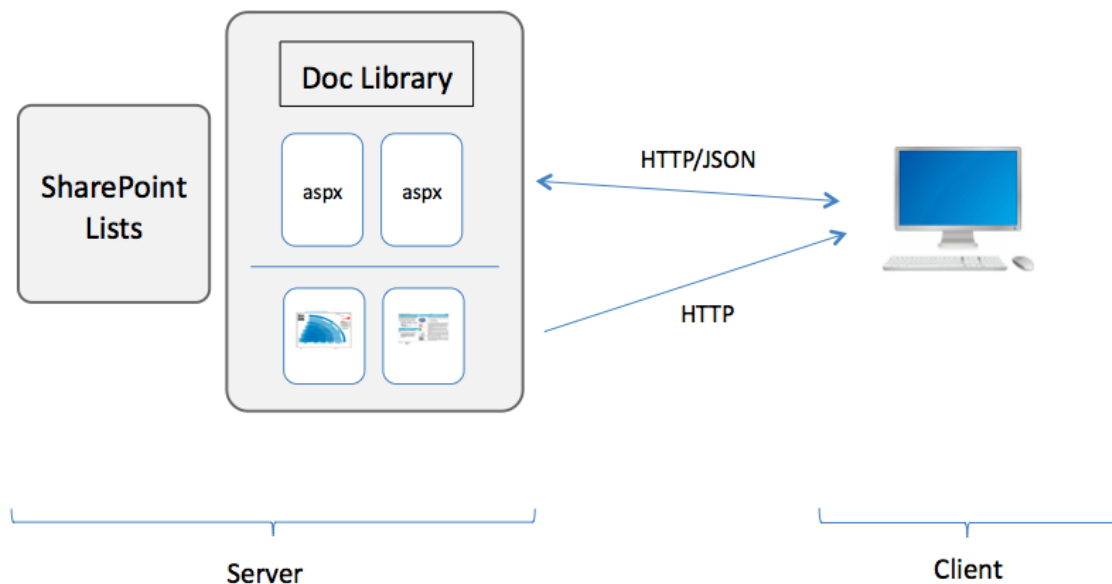 Doc Library
SharePoint
Lists
aspx
aspx
HTTP/JSON
HTTP
Server
Client